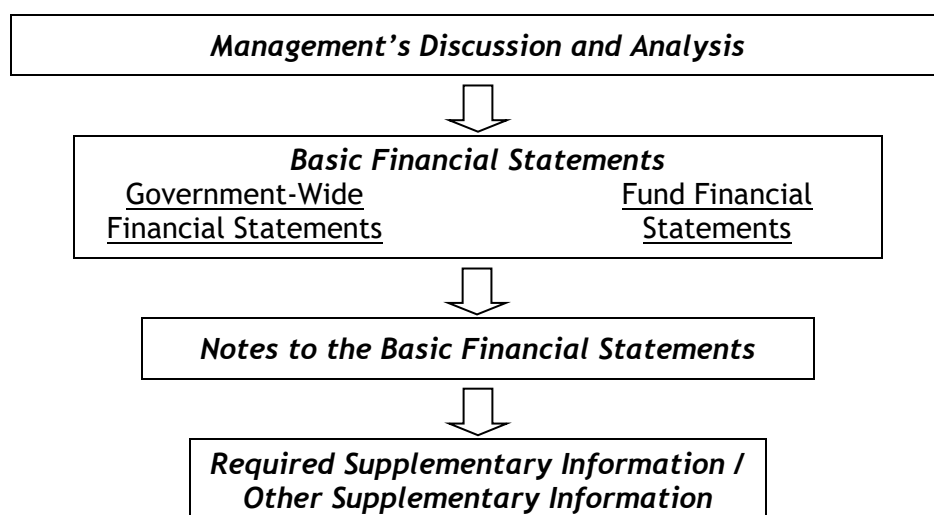 Management’s Discussion and Analysis
Basic Financial Statements
Government-Wide
Financial Statements
Fund Financial
Statements
Notes to the Basic Financial Statements
Required Supplementary Information /
Other Supplementary Information